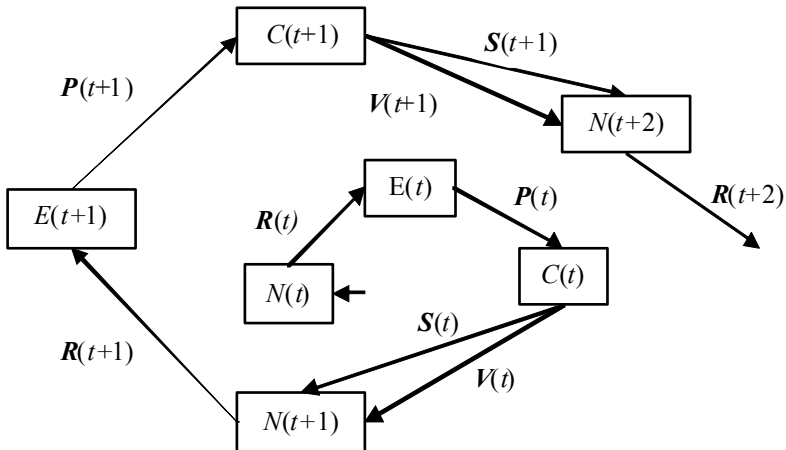 C(t+1)
S(t+1)
P(t+1)
V(t+1)
N(t+2)
E(t)
P(t)
R(t+2)
E(t+1)
R(t)
N(t)
C(t)
S(t)
R(t+1)
V(t)
N(t+1)